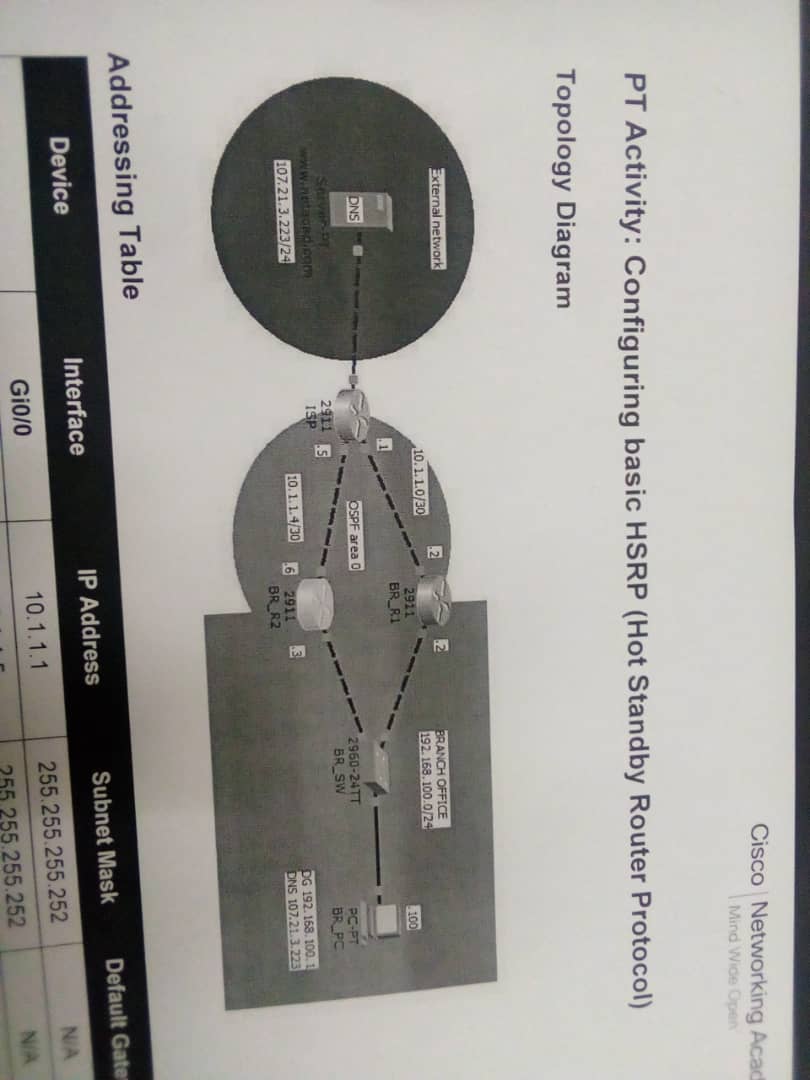 Cisco Networking Acad
Mind Wide Open
PT Activity: Configuring basic HSRP (Hot Standby Router Protocol)
Topology Diagram
External network
DNS
Server-PT
www.netacad.com
107.21.3.223/24
2911
ISP
.1
.5
10.1.1.0/30
OSPF area 0
10.1.1.4/30
.2
.6
2911
BR_R1
2911
BR_R2
.2
.3
BRANCH OFFICE
192.168.100.0/24
2960-24TT
BR_SW
.100
PC-PT
BR_PC
DG 192.168.100.1
DNS 107.21.3.223
Addressing Table
Device Interface IP Address Subnet Mask Default Gate
Gi0/0 10.1.1.1 255.255.255.252 N/A
255.255.255.252 N/A